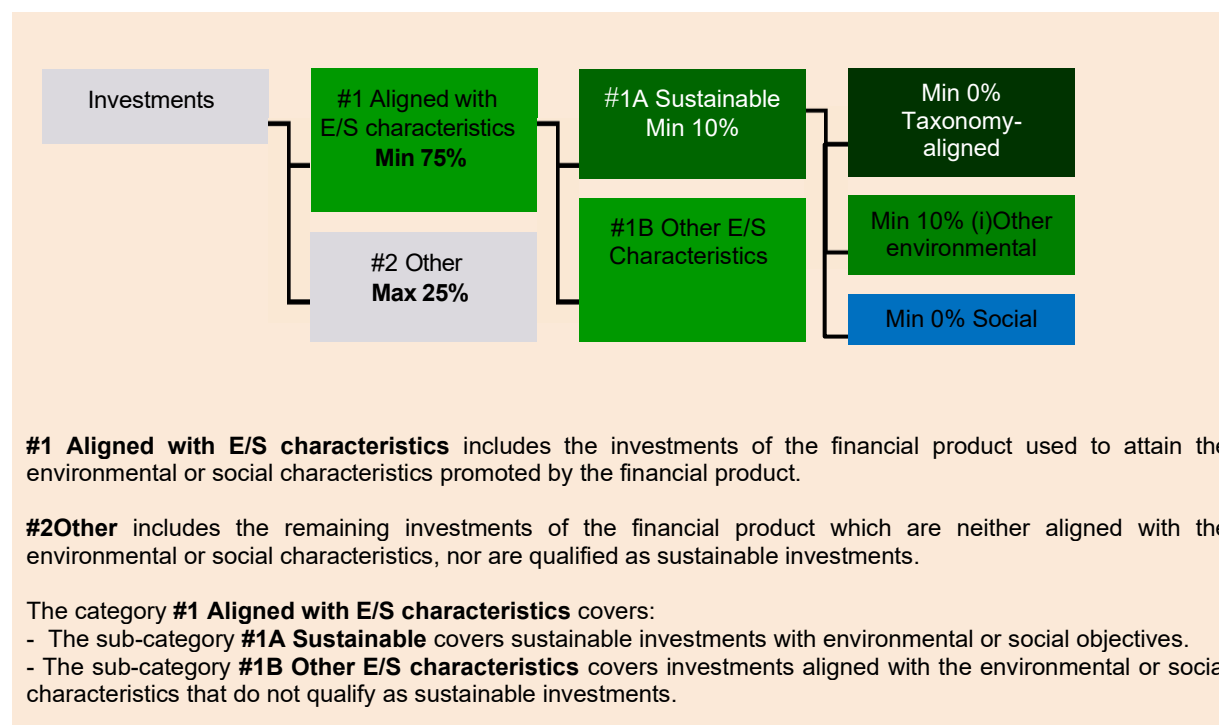 Investments
#1 Aligned with
E/S characteristics
Min 75%
#2 Other
Max 25%
#1A Sustainable
Min 10%
#1B Other E/S
Characteristics
Min 0%
Taxonomy-
aligned
Min 10% (i)Other
environmental
Min 0% Social
#1 Aligned with E/S characteristics includes the investments of the financial product used to attain the
environmental or social characteristics promoted by the financial product.
#2Other includes the remaining investments of the financial product which are neither aligned with the
environmental or social characteristics, nor are qualified as sustainable investments.
The category #1 Aligned with E/S characteristics covers:
- The sub-category #1A Sustainable covers sustainable investments with environmental or social objectives.
- The sub-category #1B Other E/S characteristics covers investments aligned with the environmental or social
characteristics that do not qualify as sustainable investments.